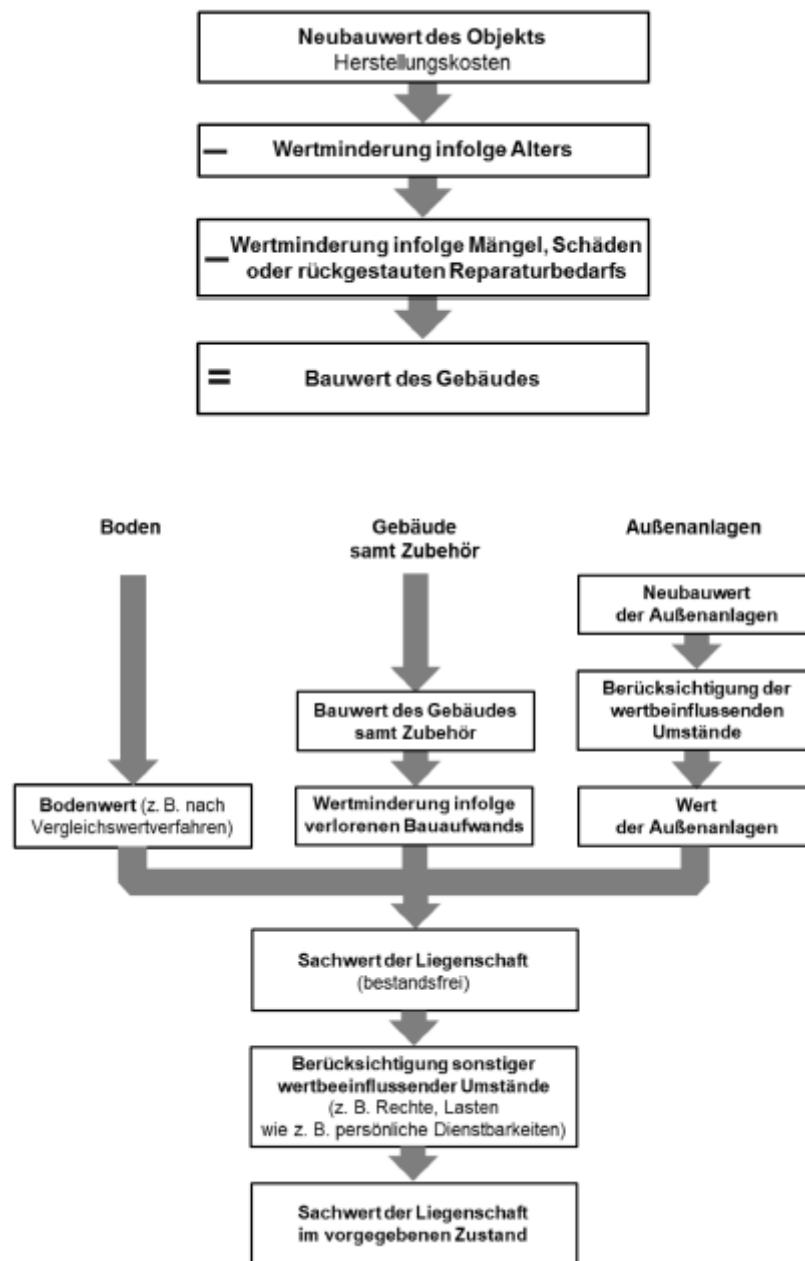 Neubauwert des Objekts
Herstellungskosten
– Wertminderung infolge Alters
– Wertminderung infolge Mängel, Schäden
oder rückgestauten Reparaturbedarfs
= Bauwert des Gebäudes
Boden
Gebäude
samt Zubehör
Außenanlagen
Neubauwert
der Außenanlagen
Bauwert des Gebäudes
samt Zubehör
Berücksichtigung der
wertbeinflussenden
Umstände
Bodenwert (z. B. nach
Vergleichswertverfahren)
Wertminderung infolge
verlorenen Bauaufwands
Wert
der Außenanlagen
Sachwert der Liegenschaft
(bestandsfrei)
Berücksichtigung sonstiger
wertbeeinflussender Umstände
(z. B. Rechte, Lasten
wie z. B. persönliche Dienstbarkeiten)
Sachwert der Liegenschaft
im vorgegebenen Zustand